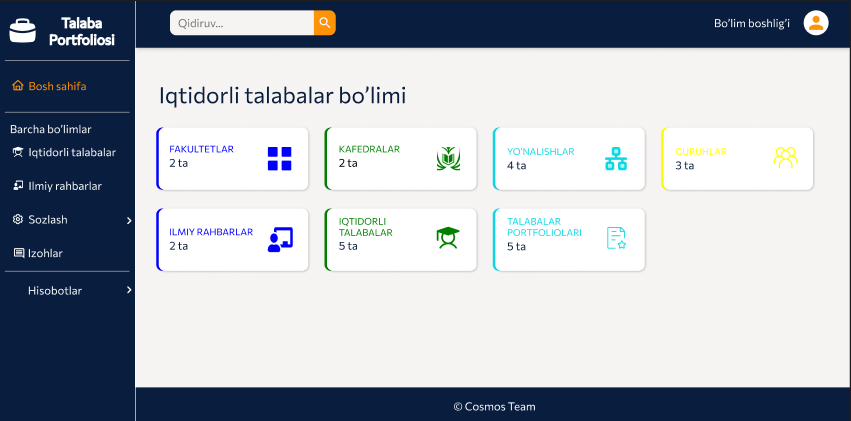 Talaba
Portfoliosi
Qidiruv...
Bo'lim boshlig'i
Bosh sahifa
Barcha bo'limlar
Iqtidorli talabalar
Ilmiy rahbarlar
Sozlash
Izohlar
Hisobotlar
Iqtidorli talabalar bo'limi
FAKULTETLAR
2 ta
KAFEDRALAR
2 ta
YO'NALISHLAR
4 ta
GURUHLAR
3 ta
ILMIY RAHBARLAR
2 ta
IQTIDORLI
TALABALAR
5 ta
TALABALAR
PORTFOLIOLARI
5 ta
© Cosmos Team